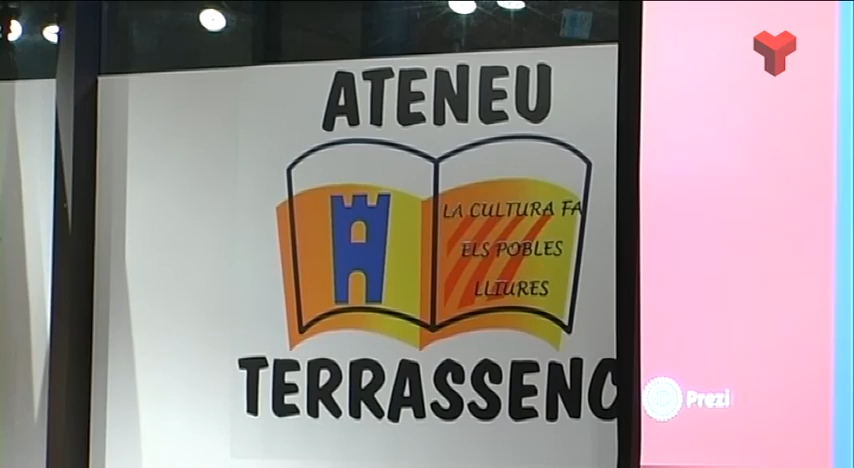 ATENEU
LA CULTURA FA
ELS POBLES
LLIURES
TERRASSENC
Prezi